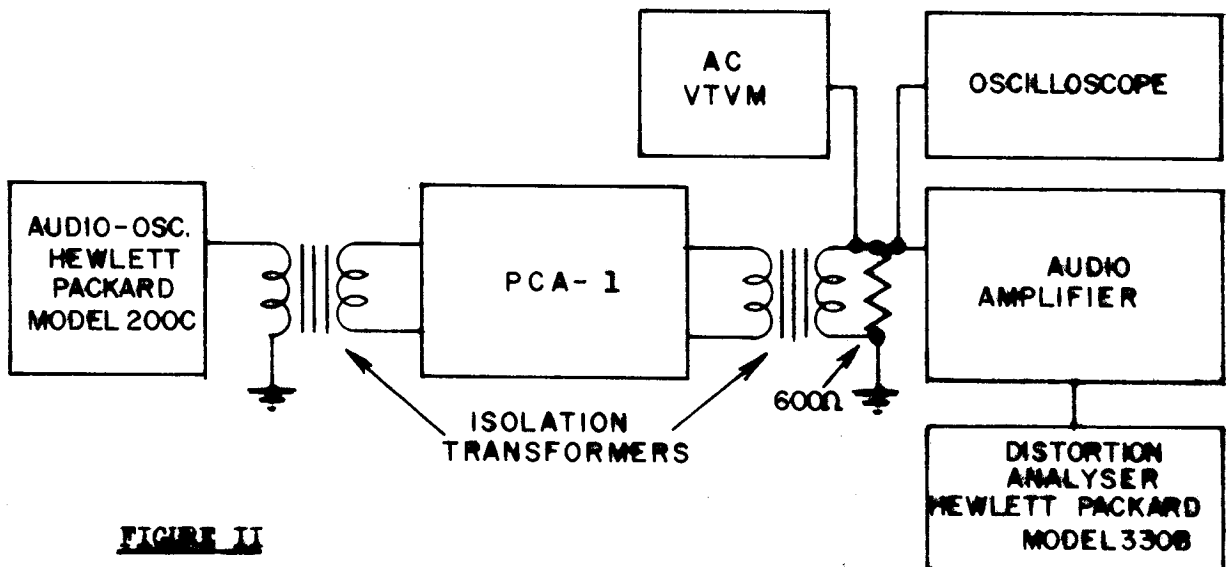 AC
VTVM
OSCILLOSCOPE
AUDIO-OSC.
HEWLETT
PACKARD
MODEL 200C
PCA-1
AUDIO
AMPLIFIER
600Ω
ISOLATION
TRANSFORMERS
DISTORTION
ANALYSER
HEWLETT PACKARD
MODEL 330B
FIGURE II